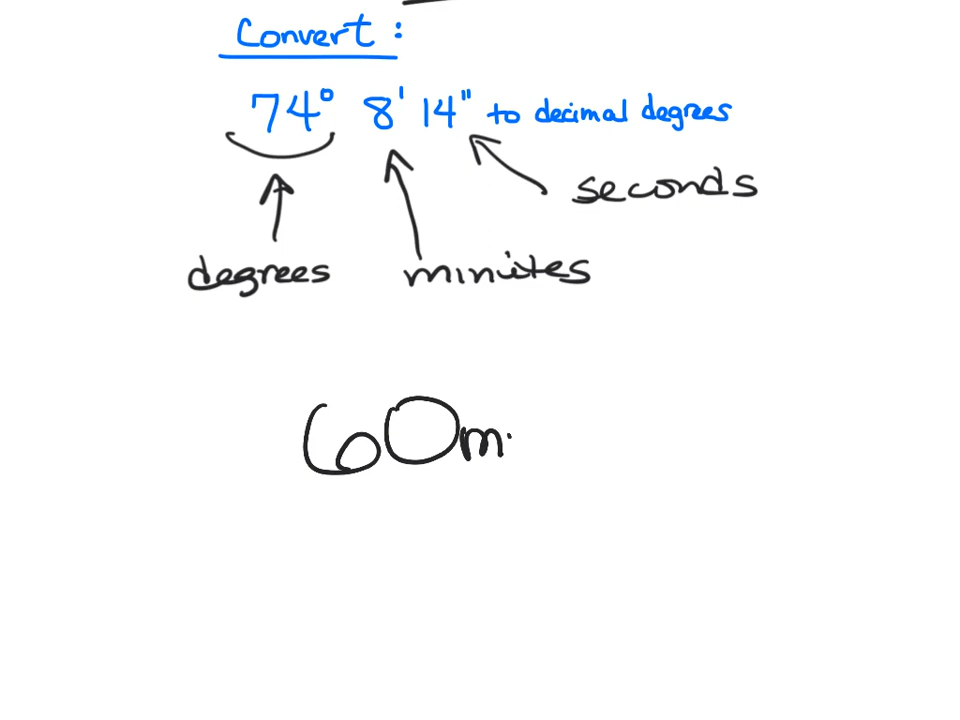 Convert :
74° 8' 14" to decimal degrees
seconds
degrees minutes
60m